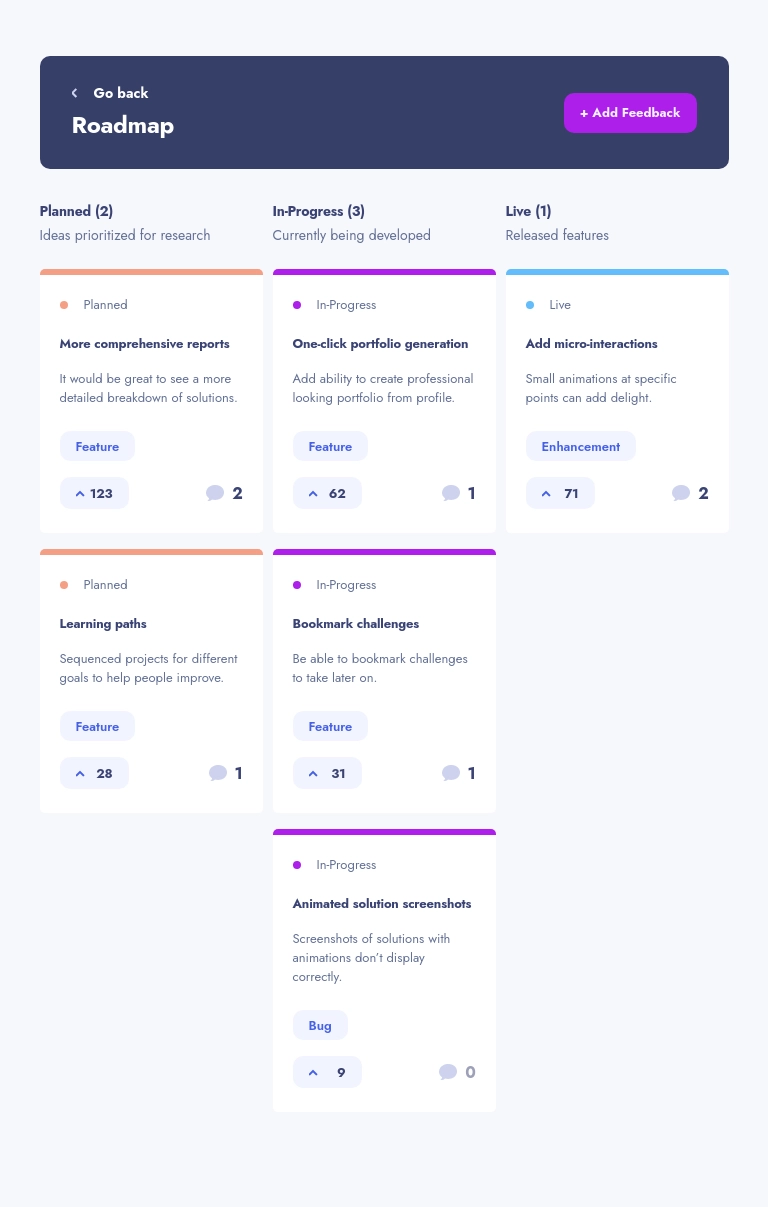 Go back
Roadmap
+ Add Feedback
Planned (2)
Ideas prioritized for research
Planned
More comprehensive reports
It would be great to see a more
detailed breakdown of solutions.
Feature
123
2
Planned
Learning paths
Sequenced projects for different
goals to help people improve.
Feature
28
1
In-Progress (3)
Currently being developed
In-Progress
One-click portfolio generation
Add ability to create professional
looking portfolio from profile.
Feature
62
1
In-Progress
Bookmark challenges
Be able to bookmark challenges
to take later on.
Feature
31
1
In-Progress
Animated solution screenshots
Screenshots of solutions with
animations don’t display
correctly.
Bug
9
0
Live (1)
Released features
Live
Add micro-interactions
Small animations at specific
points can add delight.
Enhancement
71
2